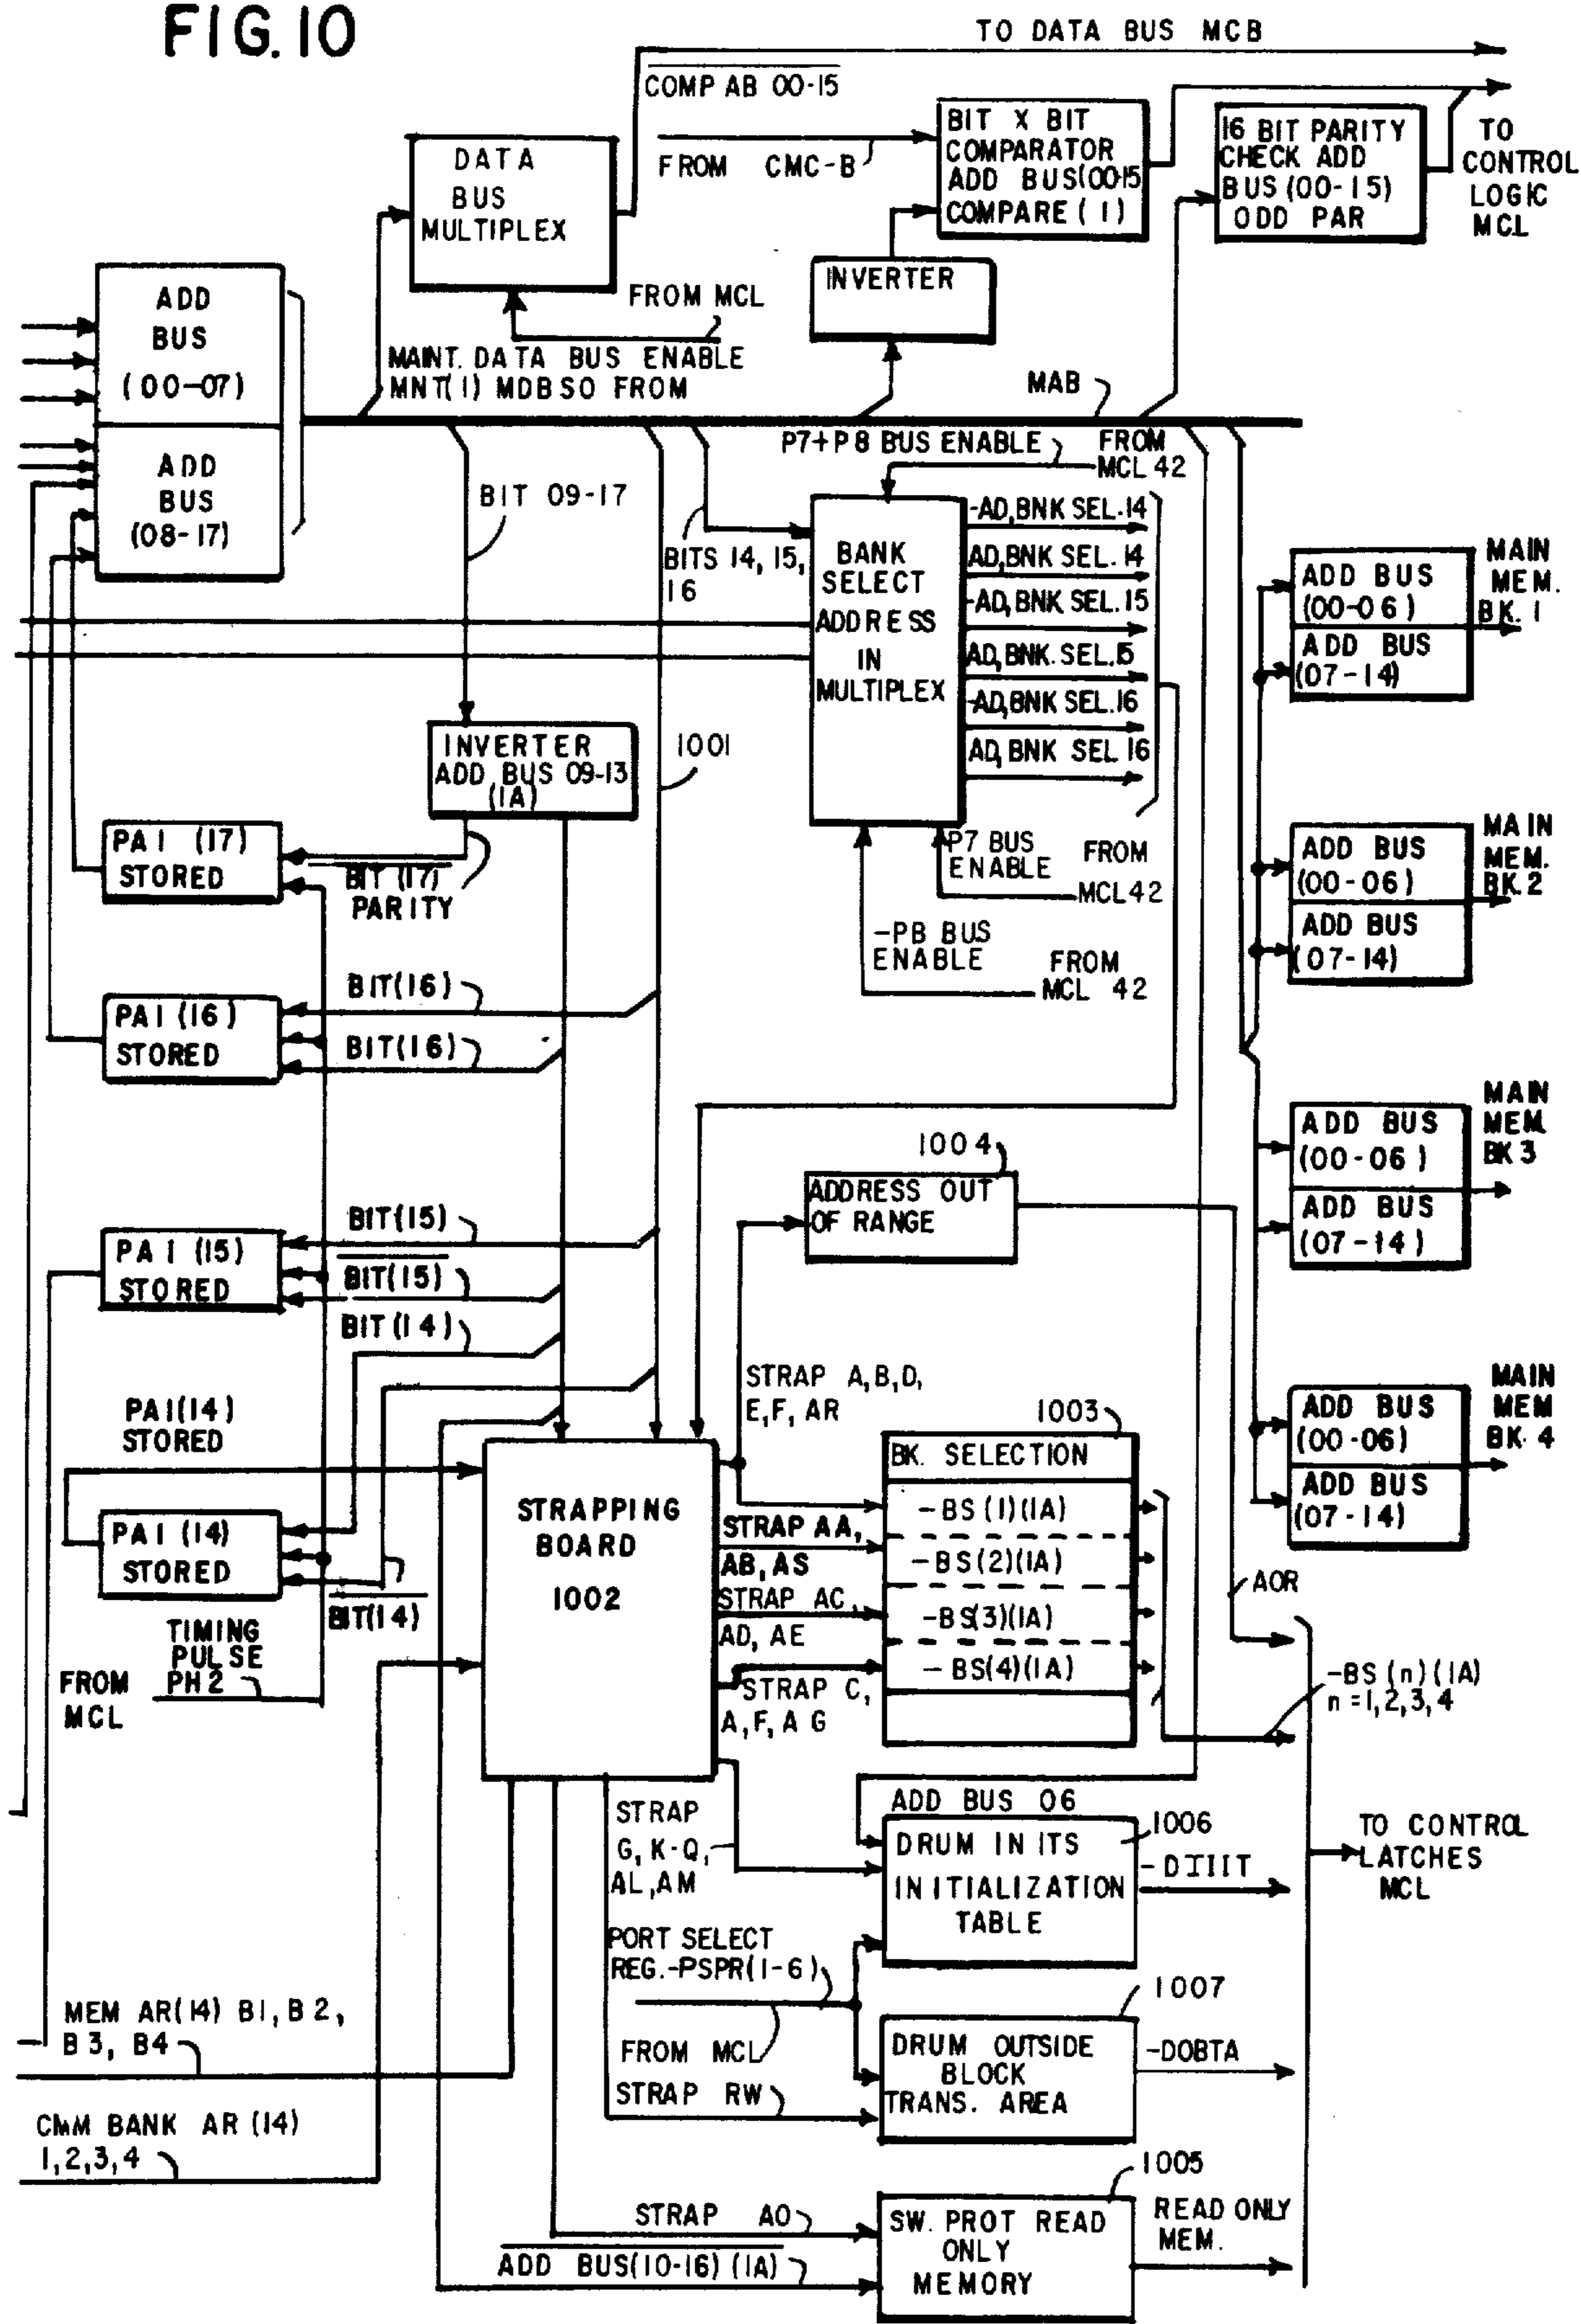 FIG. 10
TO DATA BUS MCB
COMP AB 00-15
FROM CMC-B
DATA
BUS
MULTIPLEX
BIT X BIT
COMPARATOR
ADD BUS(00-15
COMPARE (1)
16 BIT PARITY
CHECK ADD
BUS (00-15)
ODD PAR
TO
CONTROL
LOGIC
MCL
INVERTER
FROM MCL
MAINT. DATA BUS ENABLE
MNT(1) MDBSO FROM
ADD
BUS
(00-07)
ADD
BUS
(08-17)
MAB
P7+P8 BUS ENABLE
FROM
MCL 42
BIT 09-17
BITS 14, 15,
16
BANK
SELECT
ADDRESS
IN
MULTIPLEX
-AD,BNK SEL.14
AD,BNK SEL.14
-AD,BNK SEL.15
AD,BNK. SEL.15
-AD,BNK SEL.16
AD,BNK SEL 16
ADD BUS
(00-06)
ADD BUS
(07-14)
MAIN
MEM.
BK. 1
INVERTER
ADD BUS 09-13
(1A)
1001
PA1 (17)
STORED
BIT (17)
PARITY
P7 BUS
ENABLE
FROM
MCL42
-PB BUS
ENABLE
FROM
MCL 42
ADD BUS
(00-06)
ADD BUS
(07-14)
MAIN
MEM.
BK.2
PA1 (16)
STORED
BIT(16)
BIT(16)
1004
ADDRESS OUT
OF RANGE
ADD BUS
(00-06)
ADD BUS
(07-14)
MAIN
MEM
BK 3
PA1 (15)
STORED
BIT(15)
BIT(15)
BIT(14)
PA1(14)
STORED
STRAP A,B,D,
E,F, AR
1003
BK. SELECTION
-BS (1)(1A)
-BS(2)(1A)
-BS(3)(1A)
-BS(4)(1A)
ADD BUS
(00-06)
ADD BUS
(07-14)
MAIN
MEM
BK. 4
PA1 (14)
STORED
BIT(14)
STRAPPING
BOARD
1002
STRAP AA,
AB, AS
STRAP AC,
AD, AE
STRAP C,
A, F, A G
AOR
TIMING
PULSE
PH 2
FROM
MCL
-BS (n) (1A)
n = 1,2,3,4
STRAP
G, K-Q,
AL,AM
ADD BUS 06
1006
DRUM IN ITS
INITIALIZATION
TABLE
-DTIIT
TO CONTROL
LATCHES
MCL
PORT SELECT
REG.-PSPR(1-6)
FROM MCL
STRAP RW
1007
DRUM OUTSIDE
BLOCK
TRANS. AREA
-DOBTA
MEM AR(14) B1, B2,
B3, B4
CMM BANK AR (14)
1,2,3,4
STRAP AO
ADD BUS(10-16) (1A)
1005
SW. PROT READ
ONLY
MEMORY
READ ONLY
MEM.